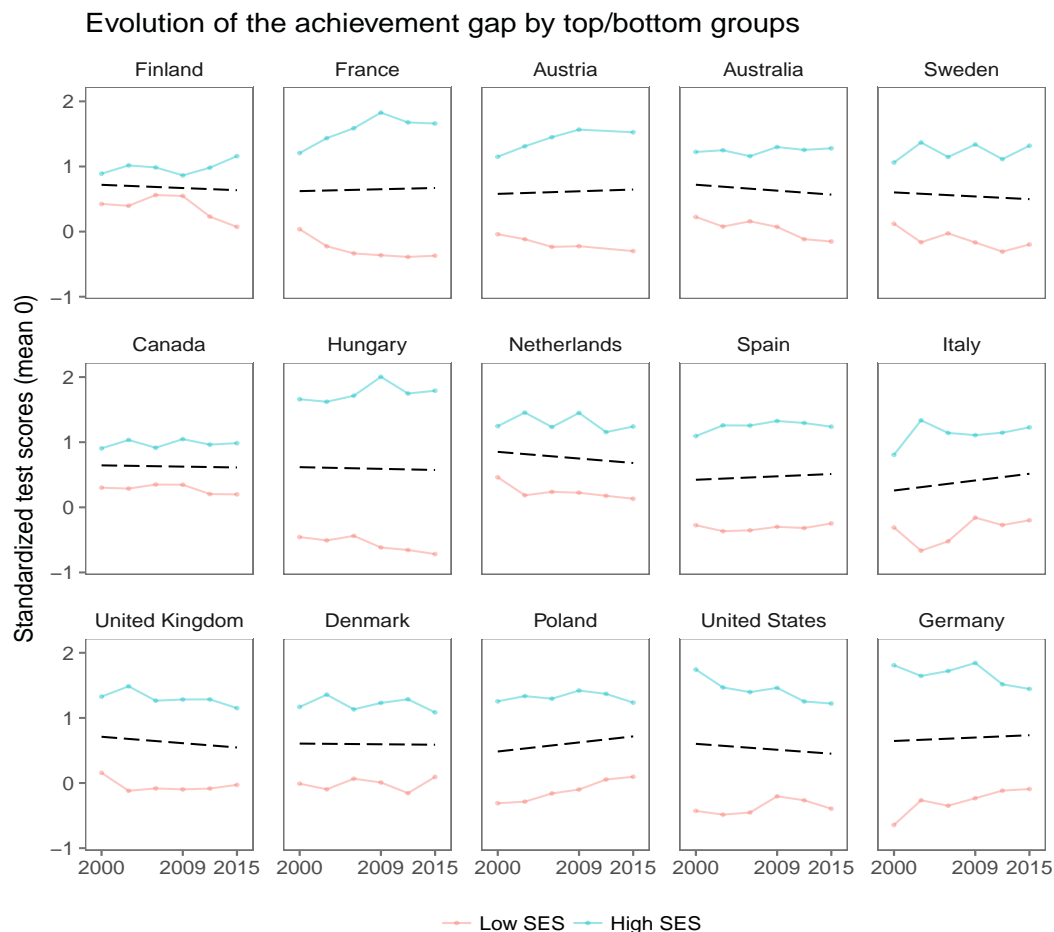 Evolution of the achievement gap by top/bottom groups
Finland France Austria Australia Sweden
2
1
0
−1
Canada Hungary Netherlands Spain Italy
2
1
0
−1
United Kingdom Denmark Poland United States Germany
2
1
0
−1
2000 2009 2015 2000 2009 2015 2000 2009 2015 2000 2009 2015 2000 2009 2015
Standardized test scores (mean 0)
Low SES High SES